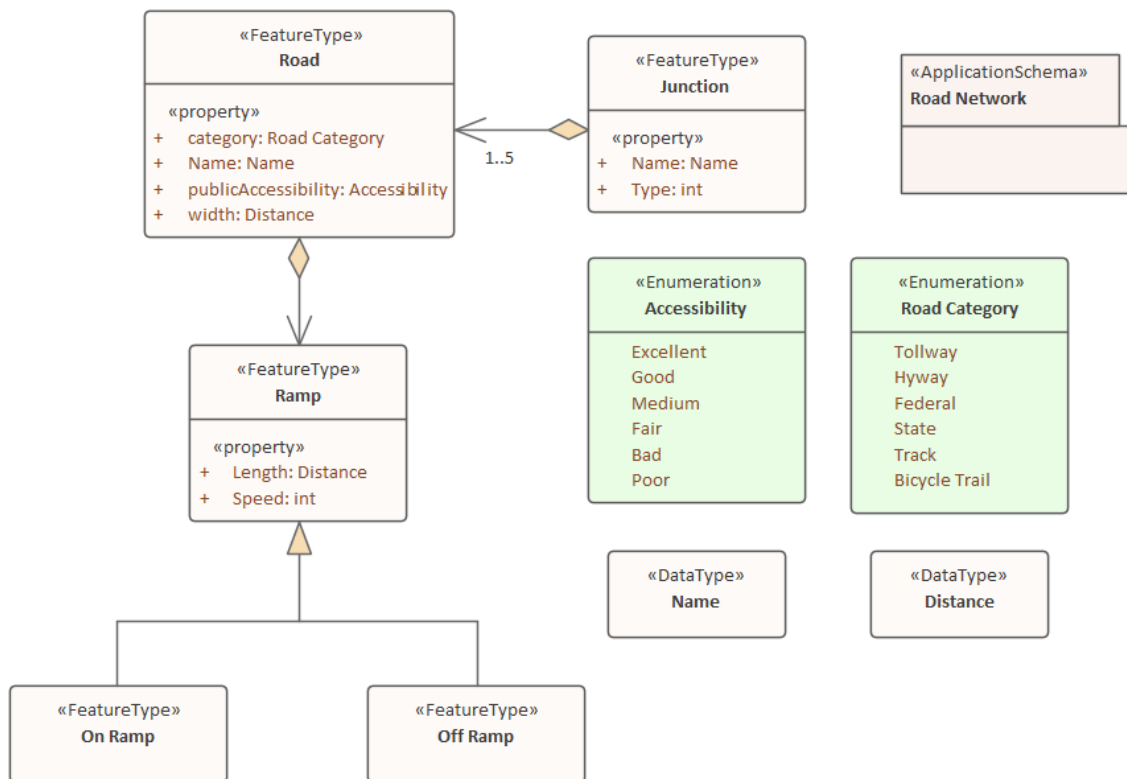 «FeatureType»
Road
«property»
+ category: Road Category
+ Name: Name
+ publicAccessibility: Accessibility
+ width: Distance
1..5
«FeatureType»
Junction
«property»
+ Name: Name
+ Type: int
«ApplicationSchema»
Road Network
«FeatureType»
Ramp
«property»
+ Length: Distance
+ Speed: int
«Enumeration»
Accessibility
Excellent
Good
Medium
Fair
Bad
Poor
«Enumeration»
Road Category
Tollway
Hyway
Federal
State
Track
Bicycle Trail
«DataType»
Name
«DataType»
Distance
«FeatureType»
On Ramp
«FeatureType»
Off Ramp